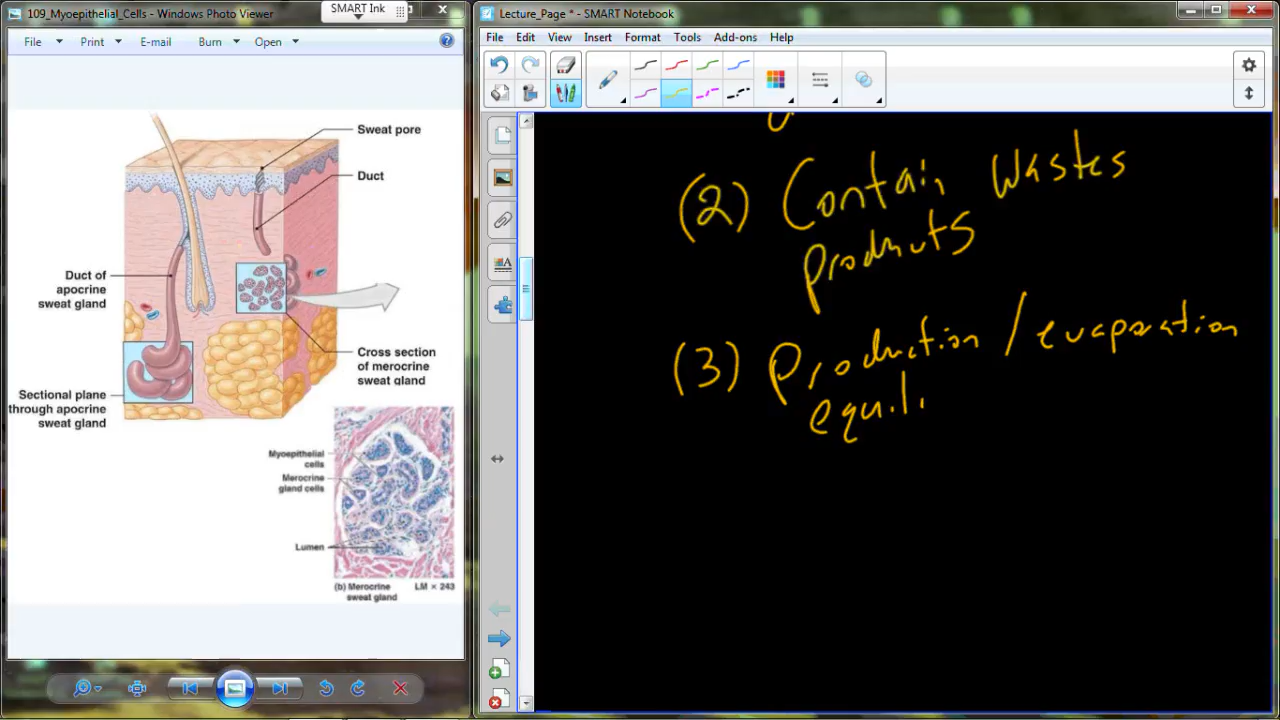 109_Myoepithelial_Cells - Windows Photo Viewer
SMART Ink
File Print E-mail Burn Open
Sweat pore
Duct
Duct of
apocrine
sweat gland
Cross section
of merocrine
sweat gland
Sectional plane
through apocrine
sweat gland
Myoepithelial
cells
Merocrine
gland cells
Lumen
(b) Merocrine
sweat gland
LM × 243
Lecture_Page * - SMART Notebook
File Edit View Insert Format Tools Add-ons Help
(2) Contain Wastes
products
(3) Production / evaporation
equili